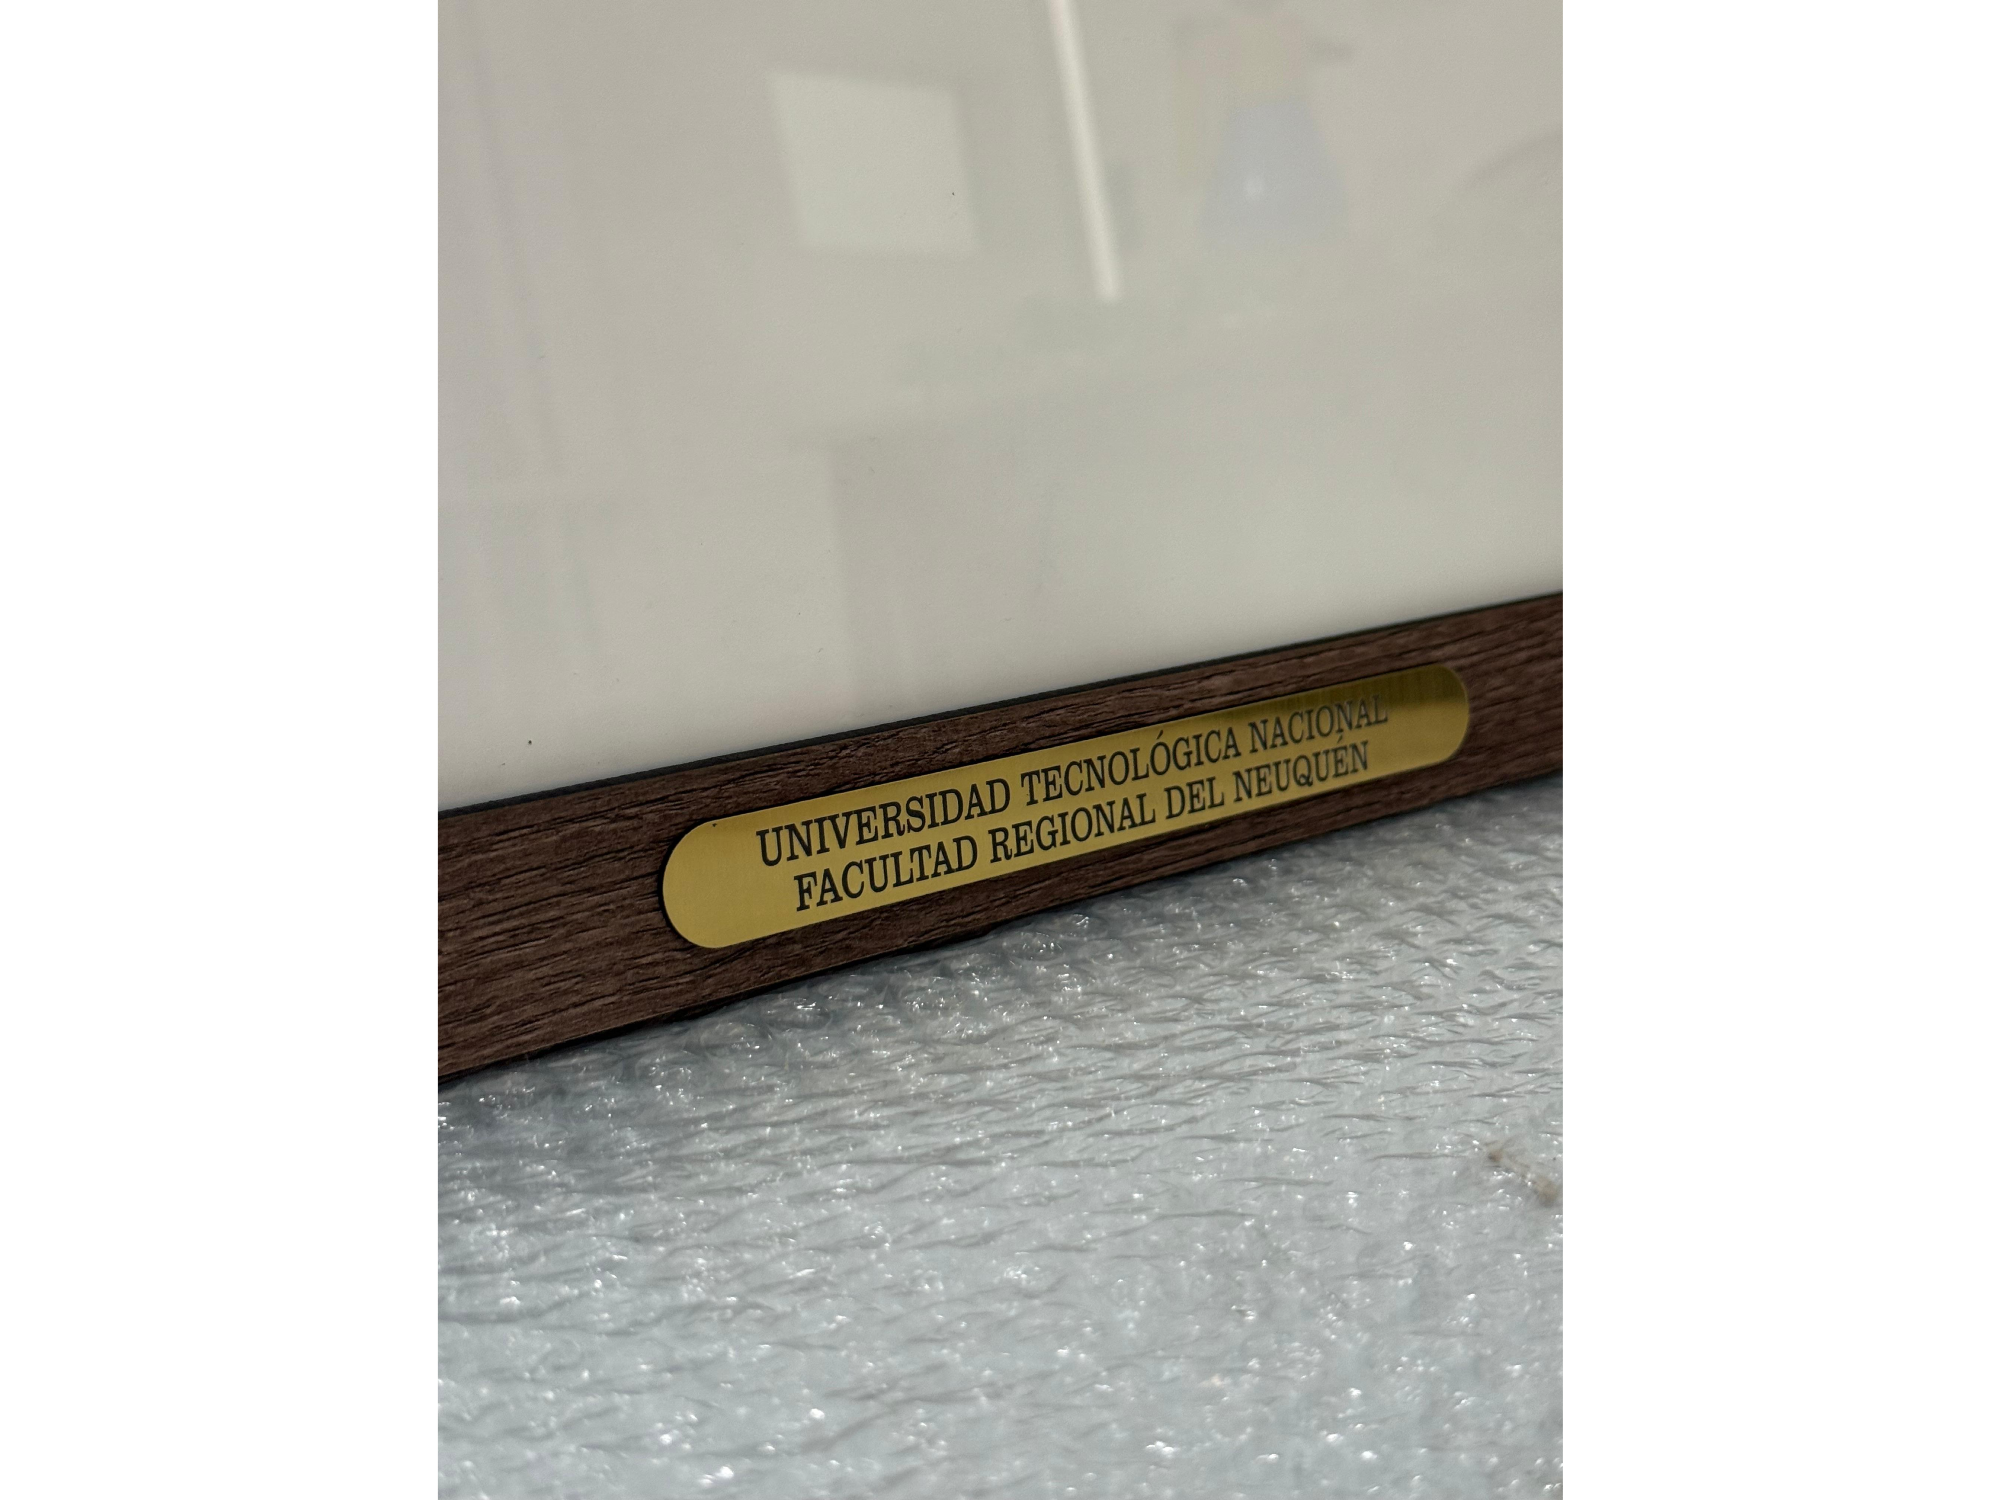 UNIVERSIDAD TECNOLÓGICA NACIONAL
FACULTAD REGIONAL DEL NEUQUÉN